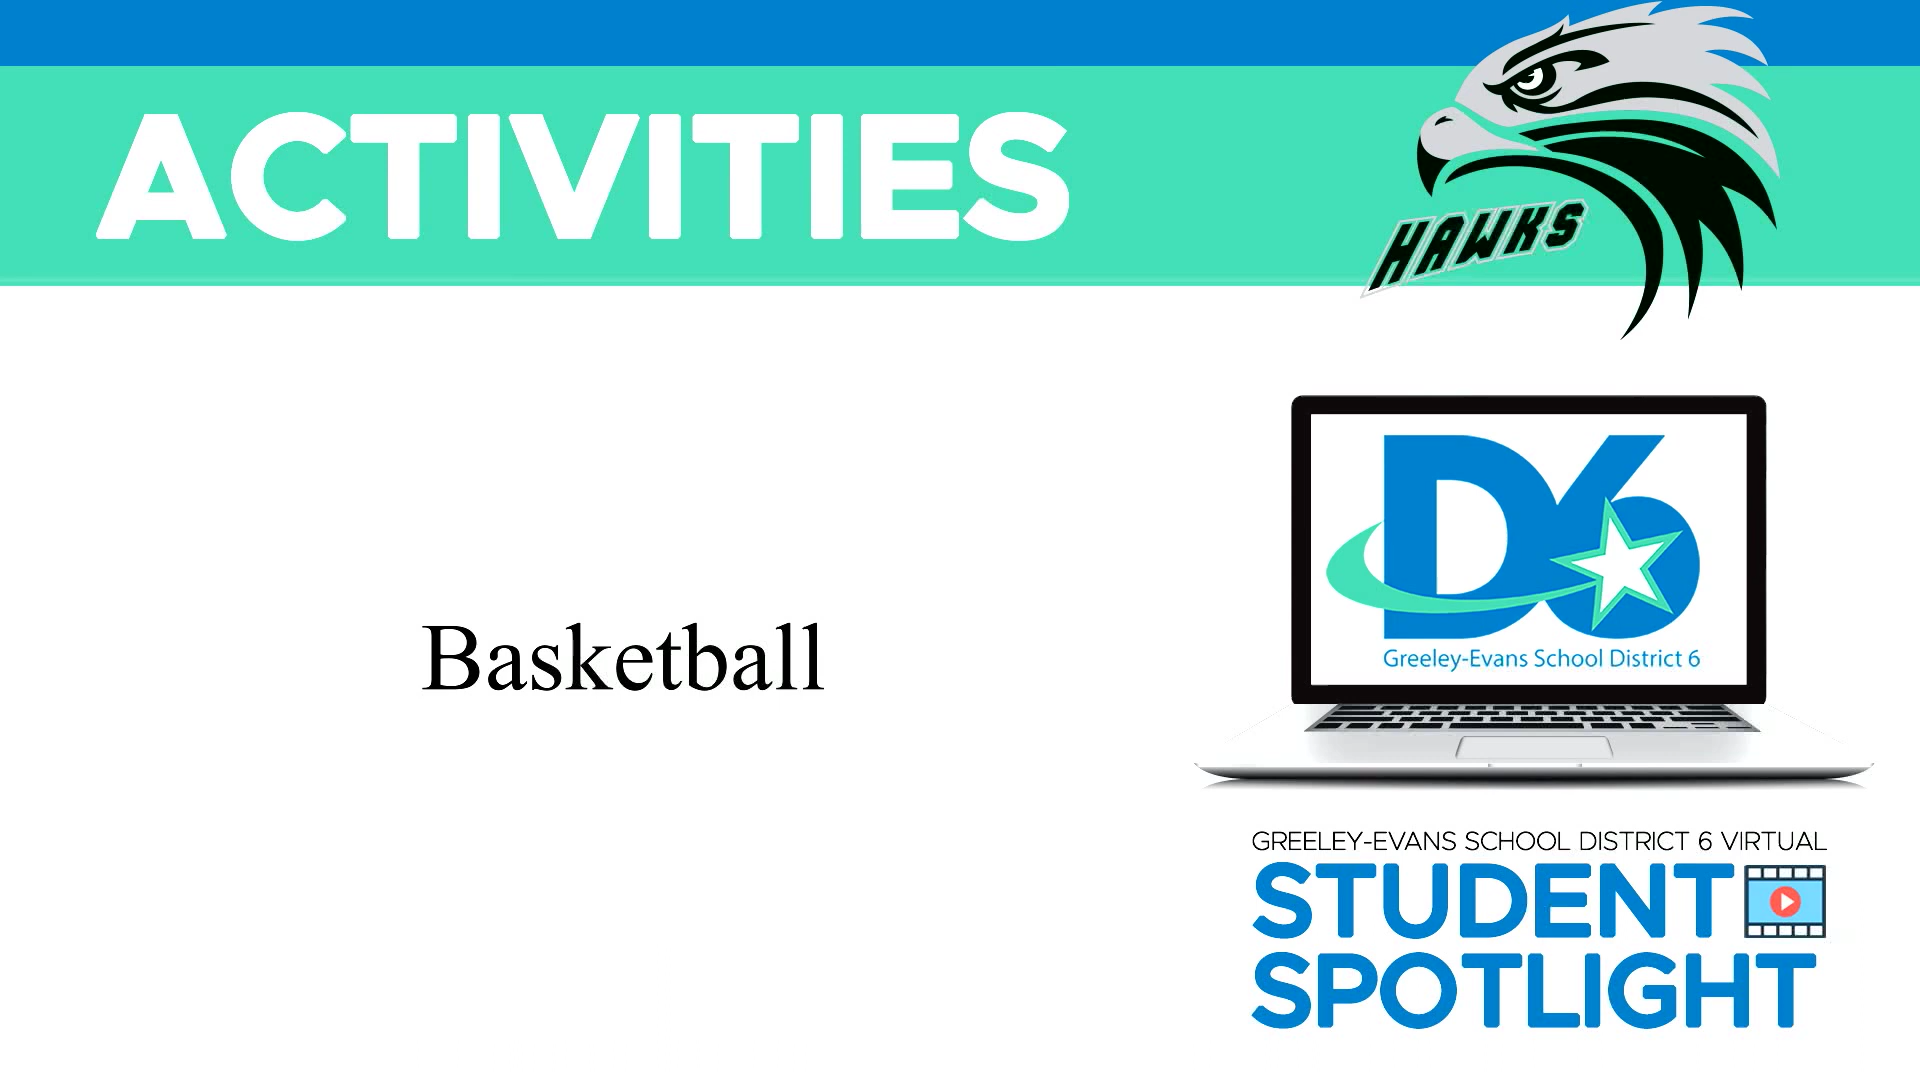 ACTIVITIES
HAWKS
Basketball
D6
Greeley-Evans School District 6
GREELEY-EVANS SCHOOL DISTRICT 6 VIRTUAL
STUDENT
SPOTLIGHT